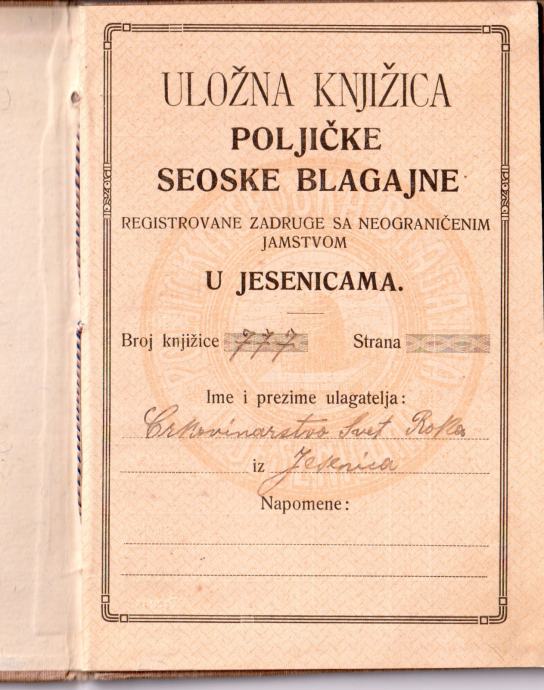 ULOŽNA KNJIŽICA
POLJIČKE
SEOSKE BLAGAJNE
REGISTROVANE ZADRUGE SA NEOGRANIČENIM
JAMSTVOM
U JESENICAMA.
Broj knjižice 777 Strana
Ime i prezime ulagatelja:
Crkovinarstvo Svet Roka
iz Jesenica
Napomene: